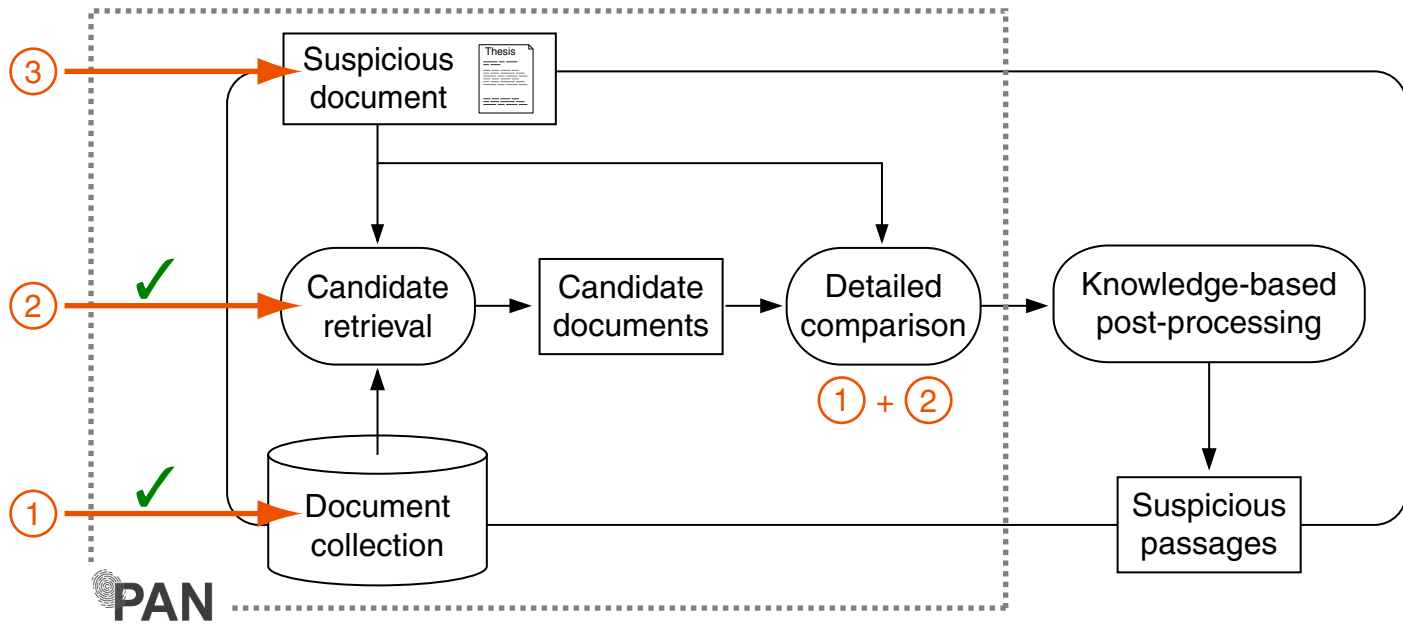 3
Suspicious
document
Thesis
2
✓
Candidate
retrieval
Candidate
documents
Detailed
comparison
Knowledge-based
post-processing
1 + 2
1
✓
Document
collection
Suspicious
passages
PAN